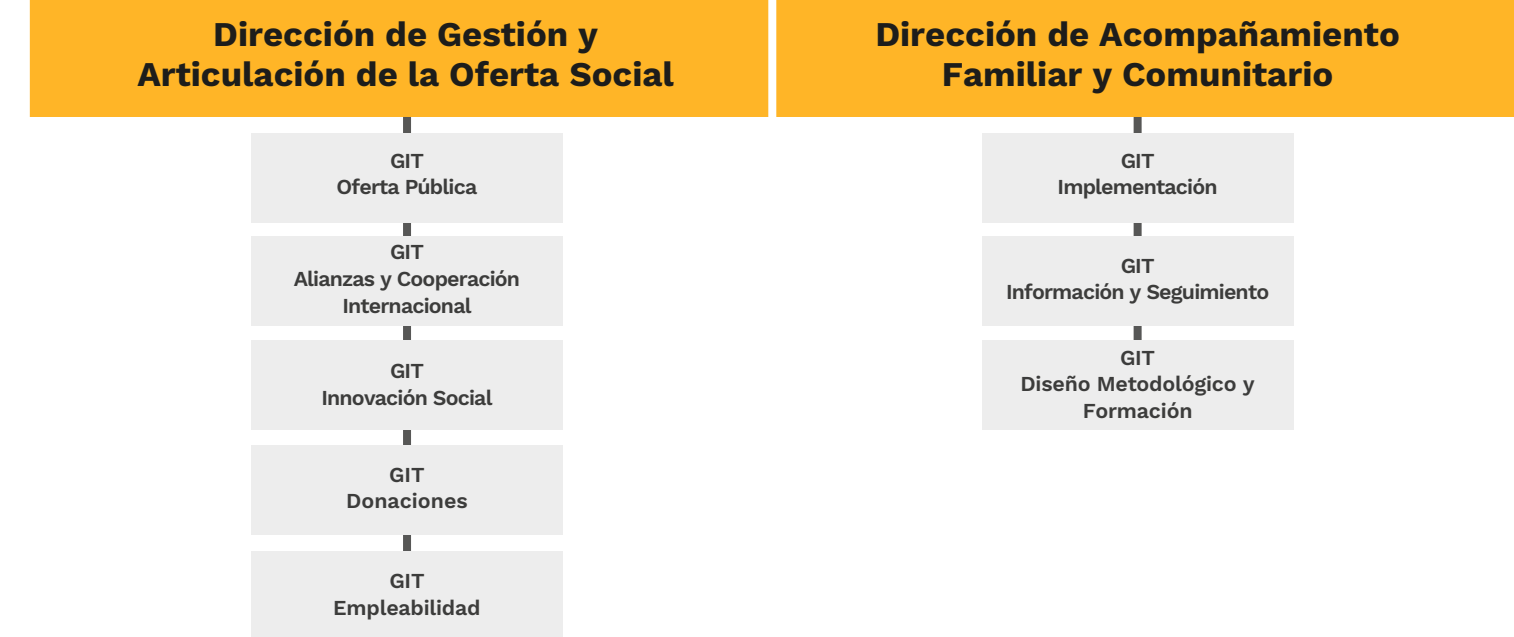 Dirección de Gestión y
Articulación de la Oferta Social
GIT
Oferta Pública
GIT
Alianzas y Cooperación
Internacional
GIT
Innovación Social
GIT
Donaciones
GIT
Empleabilidad
Dirección de Acompañamiento
Familiar y Comunitario
GIT
Implementación
GIT
Información y Seguimiento
GIT
Diseño Metodológico y
Formación